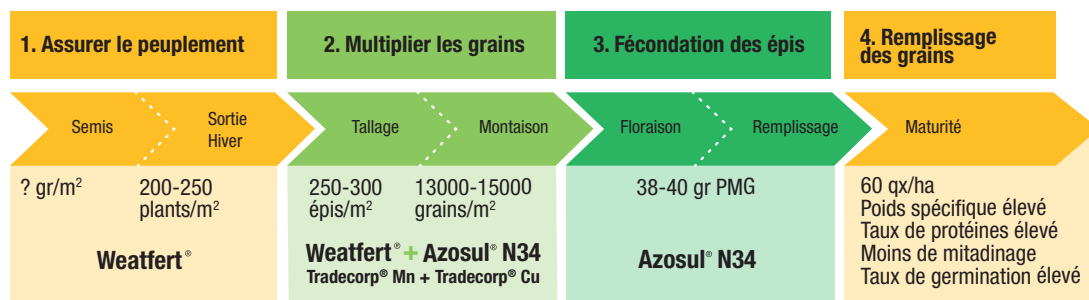 1. Assurer le peuplement
2. Multiplier les grains
3. Fécondation des épis
4. Remplissage
des grains
Semis
Sortie
Hiver
Tallage
Montaison
Floraison
Remplissage
Maturité
? gr/m²
200-250
plants/m²
Weatfert®
250-300
épis/m²
13000-15000
grains/m²
Weatfert® + Azosul® N34
Tradecorp® Mn + Tradecorp® Cu
38-40 gr PMG
Azosul® N34
60 qx/ha
Poids spécifique élevé
Taux de protéines élevé
Moins de mitadinage
Taux de germination élevé